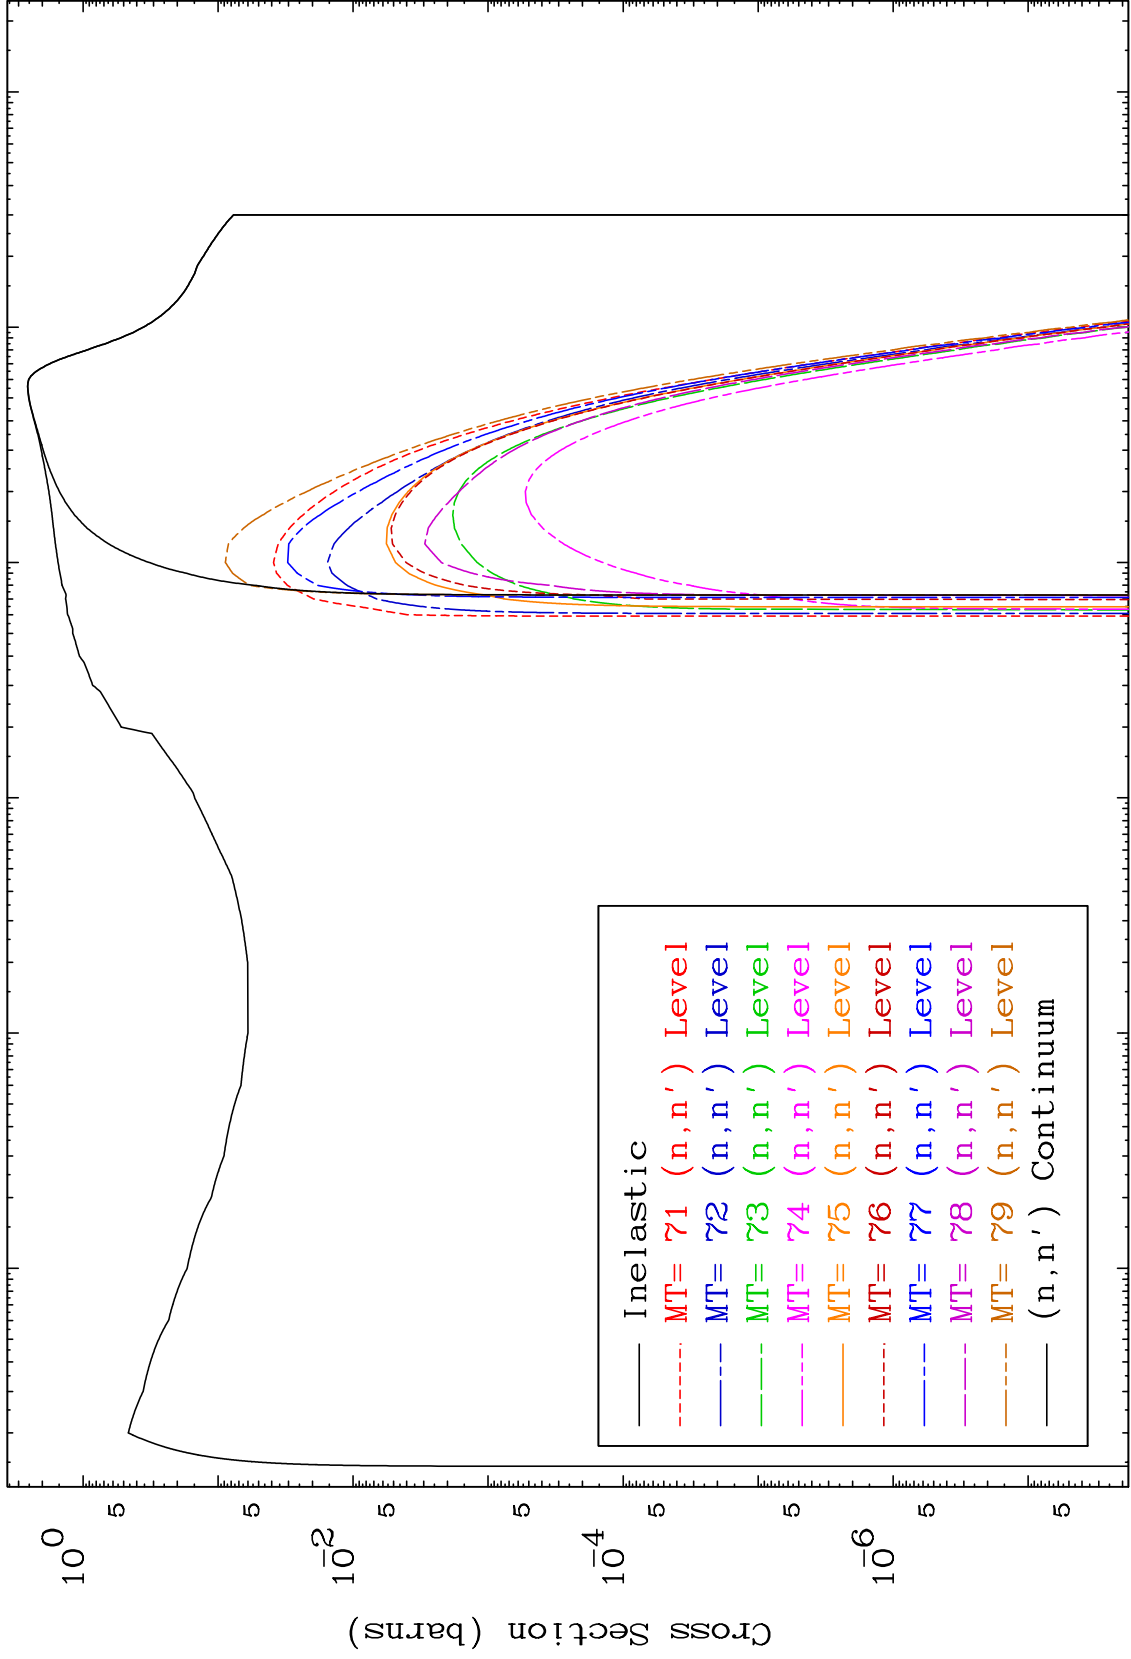 Cross Section (barns)
10⁰
5
5
10⁻²
5
5
10⁻⁴
5
5
10⁻⁶
5
5
Inelastic
MT= 71 (n,n') Level
MT= 72 (n,n') Level
MT= 73 (n,n') Level
MT= 74 (n,n') Level
MT= 75 (n,n') Level
MT= 76 (n,n') Level
MT= 77 (n,n') Level
MT= 78 (n,n') Level
MT= 79 (n,n') Level
(n,n') Continuum